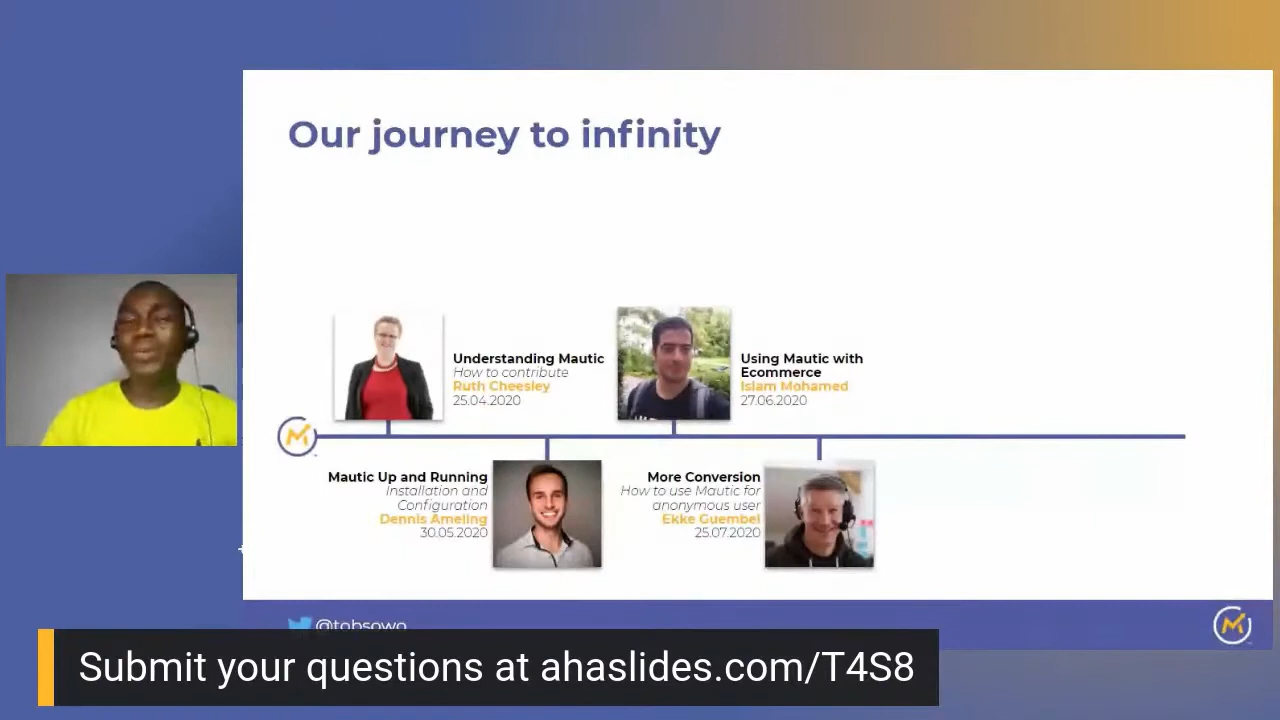 Our journey to infinity
Understanding Mautic
How to contribute
Ruth Cheesley
25.04.2020
Using Mautic with
Ecommerce
Islam Mohamed
27.06.2020
Mautic Up and Running
Installation and
Configuration
Dennis Ameling
30.05.2020
More Conversion
How to use Mautic for
anonymous user
Ekke Guembel
25.07.2020
@tobsowo
Submit your questions at ahaslides.com/T4S8